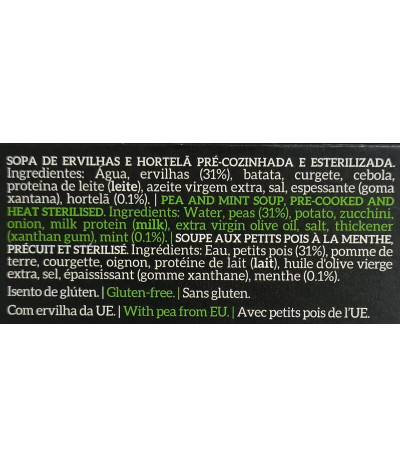 SOPA DE ERVILHAS E HORTELÃ PRÉ-COZINHADA E ESTERILIZADA.
Ingredientes: Água, ervilhas (31%), batata, curgete, cebola,
proteína de leite (leite), azeite virgem extra, sal, espessante (goma
xantana), hortelã (0.1%). | PEA AND MINT SOUP, PRE-COOKED AND
HEAT STERILISED. Ingredients: Water, peas (31%), potato, zucchini,
onion, milk protein (milk), extra virgin olive oil, salt, thickener
(xanthan gum), mint (0.1%). | SOUPE AUX PETITS POIS À LA MENTHE,
PRÉCUIT ET STÉRILISÉ. Ingrédients: Eau, petits pois (31%), pomme de
terre, courgette, oignon, protéine de lait (lait), huile d'olive vierge
extra, sel, épaississant (gomme xanthane), menthe (0.1%).
Isento de glúten. | Gluten-free. | Sans gluten.
Com ervilha da UE. | With pea from EU. | Avec petits pois de l'UE.